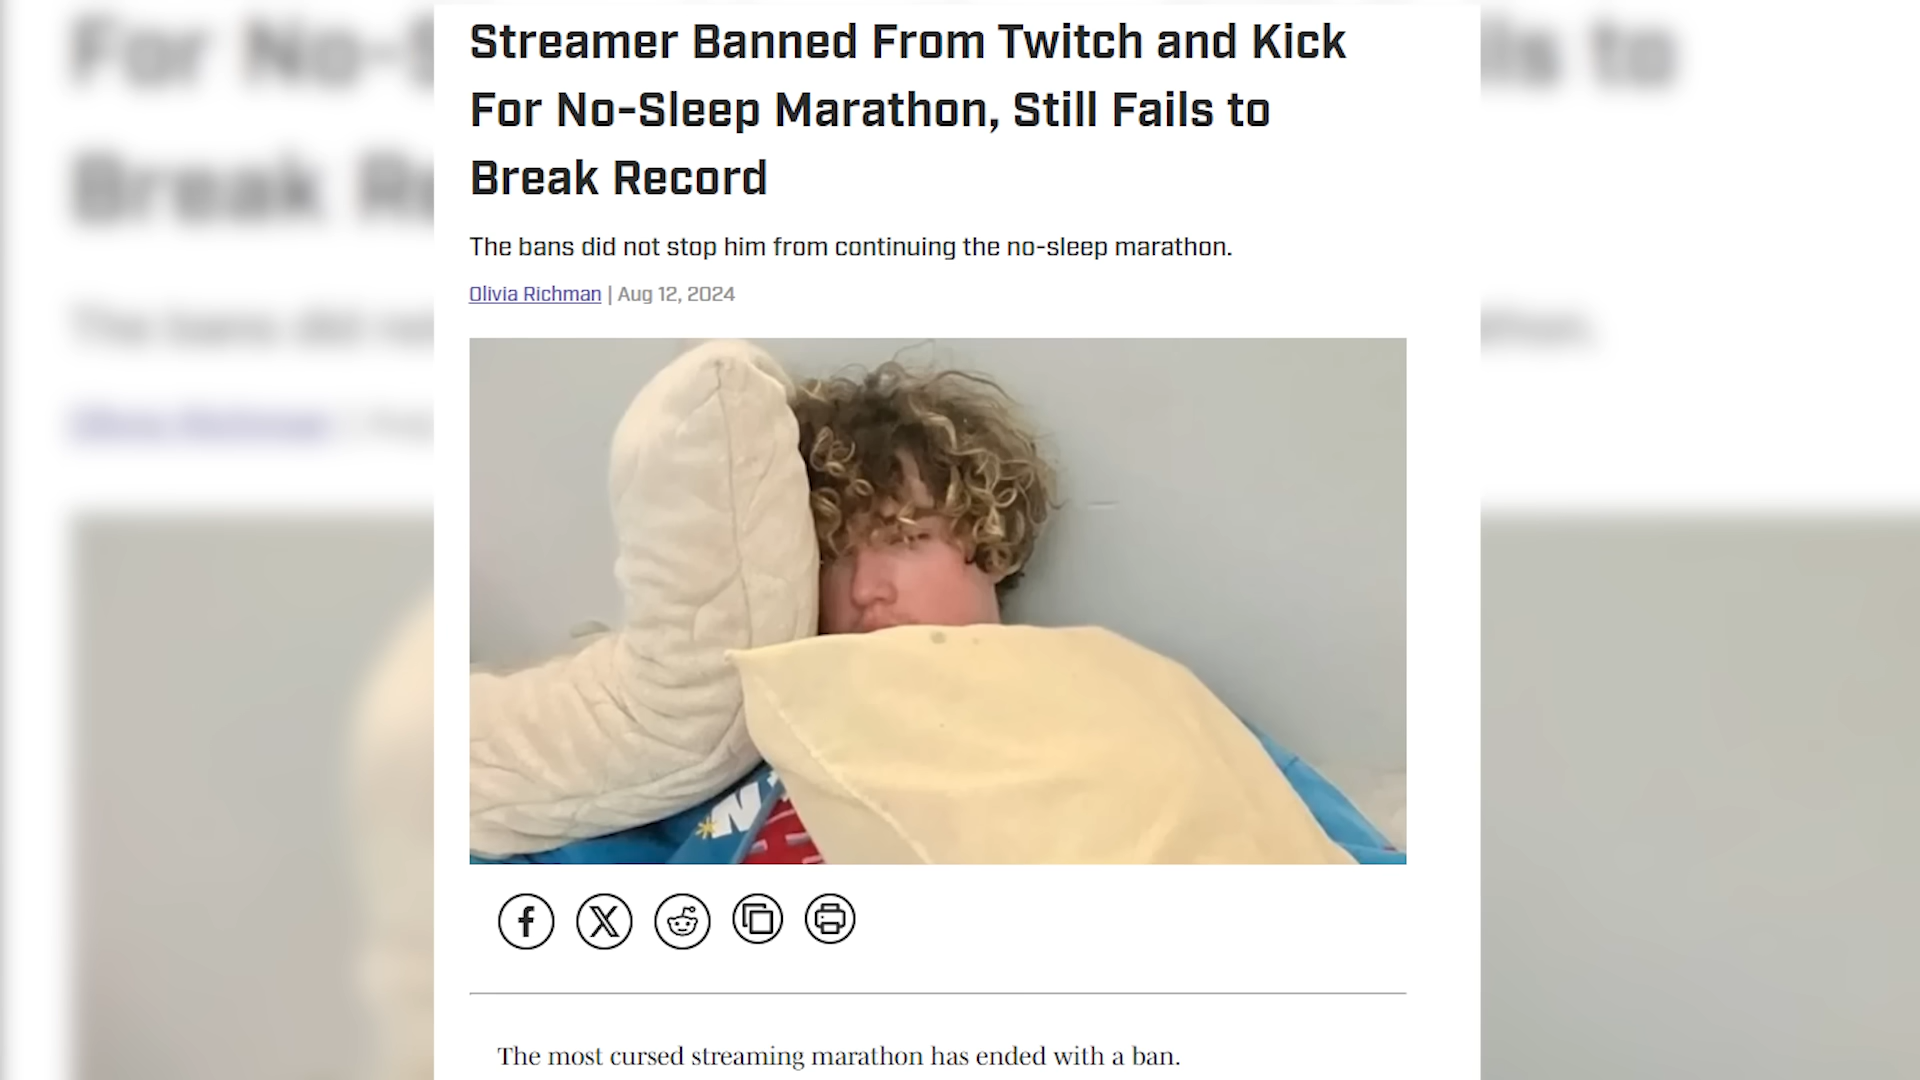 Streamer Banned From Twitch and Kick
For No-Sleep Marathon, Still Fails to
Break Record
The bans did not stop him from continuing the no-sleep marathon.
Olivia Richman | Aug 12, 2024
The most cursed streaming marathon has ended with a ban.